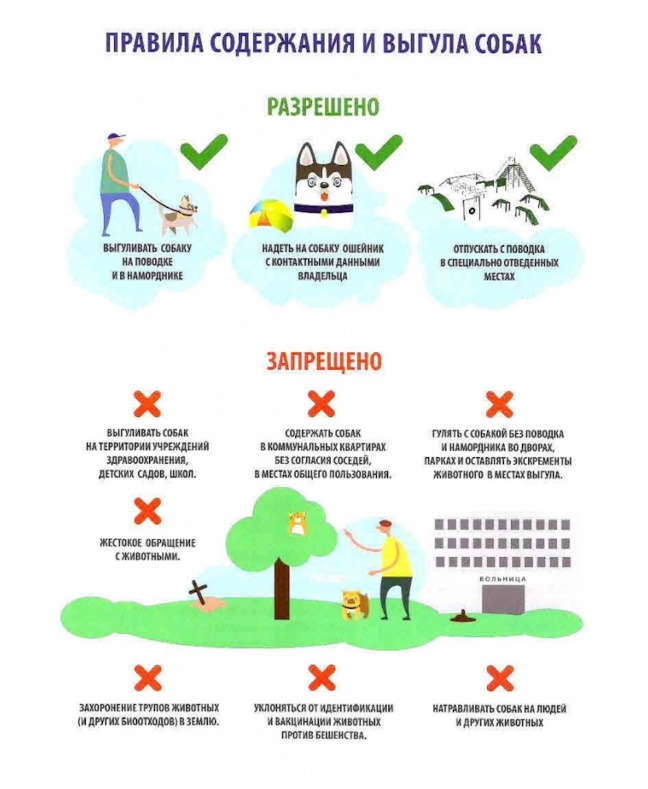 ПРАВИЛА СОДЕРЖАНИЯ И ВЫГУЛА СОБАК
РАЗРЕШЕНО
ВЫГУЛИВАТЬ СОБАКУ
НА ПОВОДКЕ
И В НАМОРДНИКЕ
НАДЕТЬ НА СОБАКУ ОШЕЙНИК
С КОНТАКТНЫМИ ДАННЫМИ
ВЛАДЕЛЬЦА
ОТПУСКАТЬ С ПОВОДКА
В СПЕЦИАЛЬНО ОТВЕДЕННЫХ
МЕСТАХ
ЗАПРЕЩЕНО
ВЫГУЛИВАТЬ СОБАК
НА ТЕРРИТОРИИ УЧРЕЖДЕНИЙ
ЗДРАВООХРАНЕНИЯ,
ДЕТСКИХ САДОВ, ШКОЛ.
СОДЕРЖАТЬ СОБАК
В КОММУНАЛЬНЫХ КВАРТИРАХ
БЕЗ СОГЛАСИЯ СОСЕДЕЙ,
В МЕСТАХ ОБЩЕГО ПОЛЬЗОВАНИЯ.
ГУЛЯТЬ С СОБАКОЙ БЕЗ ПОВОДКА
И НАМОРДНИКА ВО ДВОРАХ,
ПАРКАХ И ОСТАВЛЯТЬ ЭКСКРЕМЕНТЫ
ЖИВОТНОГО В МЕСТАХ ВЫГУЛА.
ЖЕСТОКОЕ ОБРАЩЕНИЕ
С ЖИВОТНЫМИ.
БОЛЬНИЦА
ЗАХОРОНЕНИЕ ТРУПОВ ЖИВОТНЫХ
(И ДРУГИХ БИООТХОДОВ) В ЗЕМЛЮ.
УКЛОНЯТЬСЯ ОТ ИДЕНТИФИКАЦИИ
И ВАКЦИНАЦИИ ЖИВОТНЫХ
ПРОТИВ БЕШЕНСТВА.
НАТРАВЛИВАТЬ СОБАК НА ЛЮДЕЙ
И ДРУГИХ ЖИВОТНЫХ